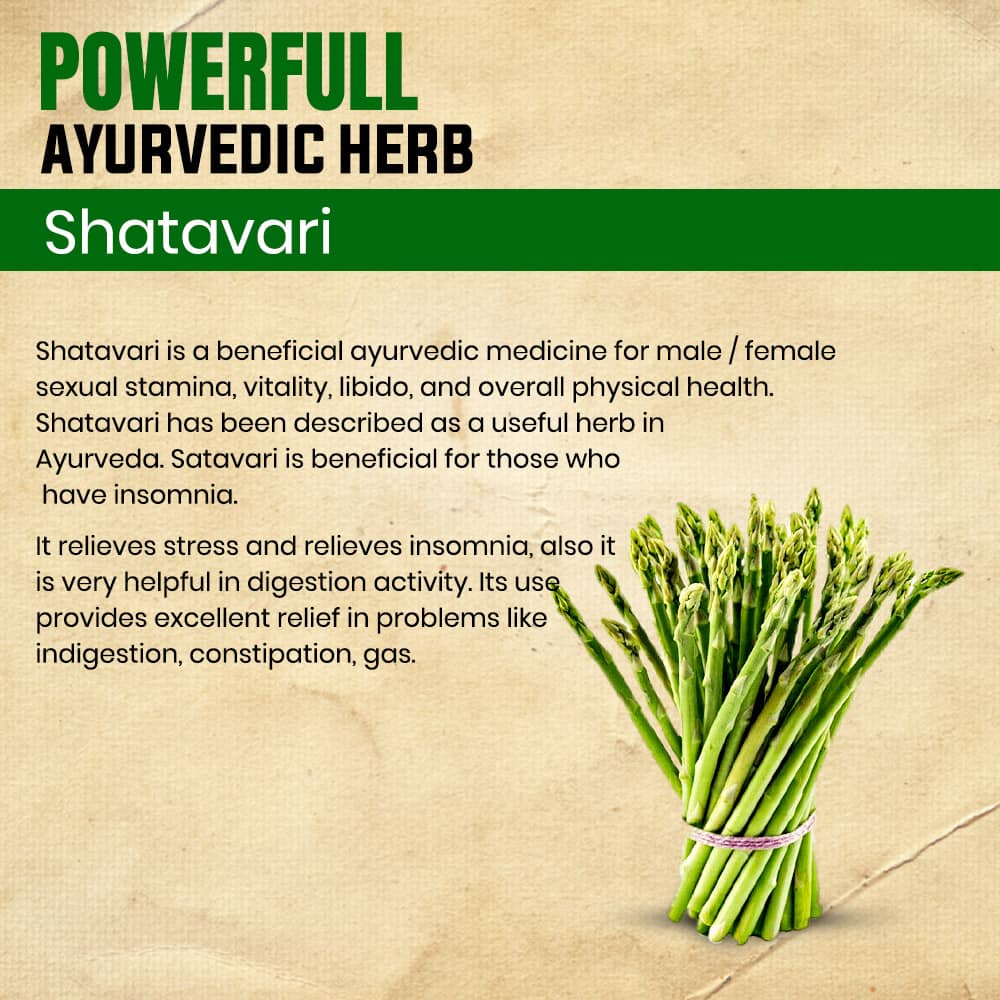 POWERFULL
AYURVEDIC HERB
Shatavari
Shatavari is a beneficial ayurvedic medicine for male / female
sexual stamina, vitality, libido, and overall physical health.
Shatavari has been described as a useful herb in
Ayurveda. Satavari is beneficial for those who
have insomnia.
It relieves stress and relieves insomnia, also it
is very helpful in digestion activity. Its use
provides excellent relief in problems like
indigestion, constipation, gas.